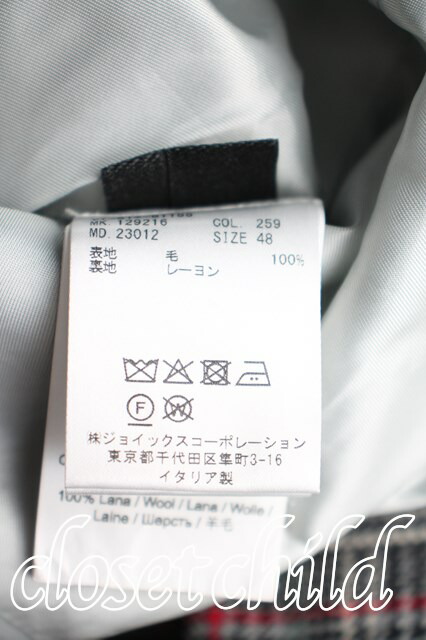 MR. T29216 COL. 259
MD. 23012 SIZE 48
表地 毛 100%
裏地 レーヨン
F
W
㈱ジョイックスコーポレーション
東京都千代田区隼町3-16
イタリア製
100% Lana / Wool / Lana / Wolle /
Laine / Шерсть / 羊毛
closet child